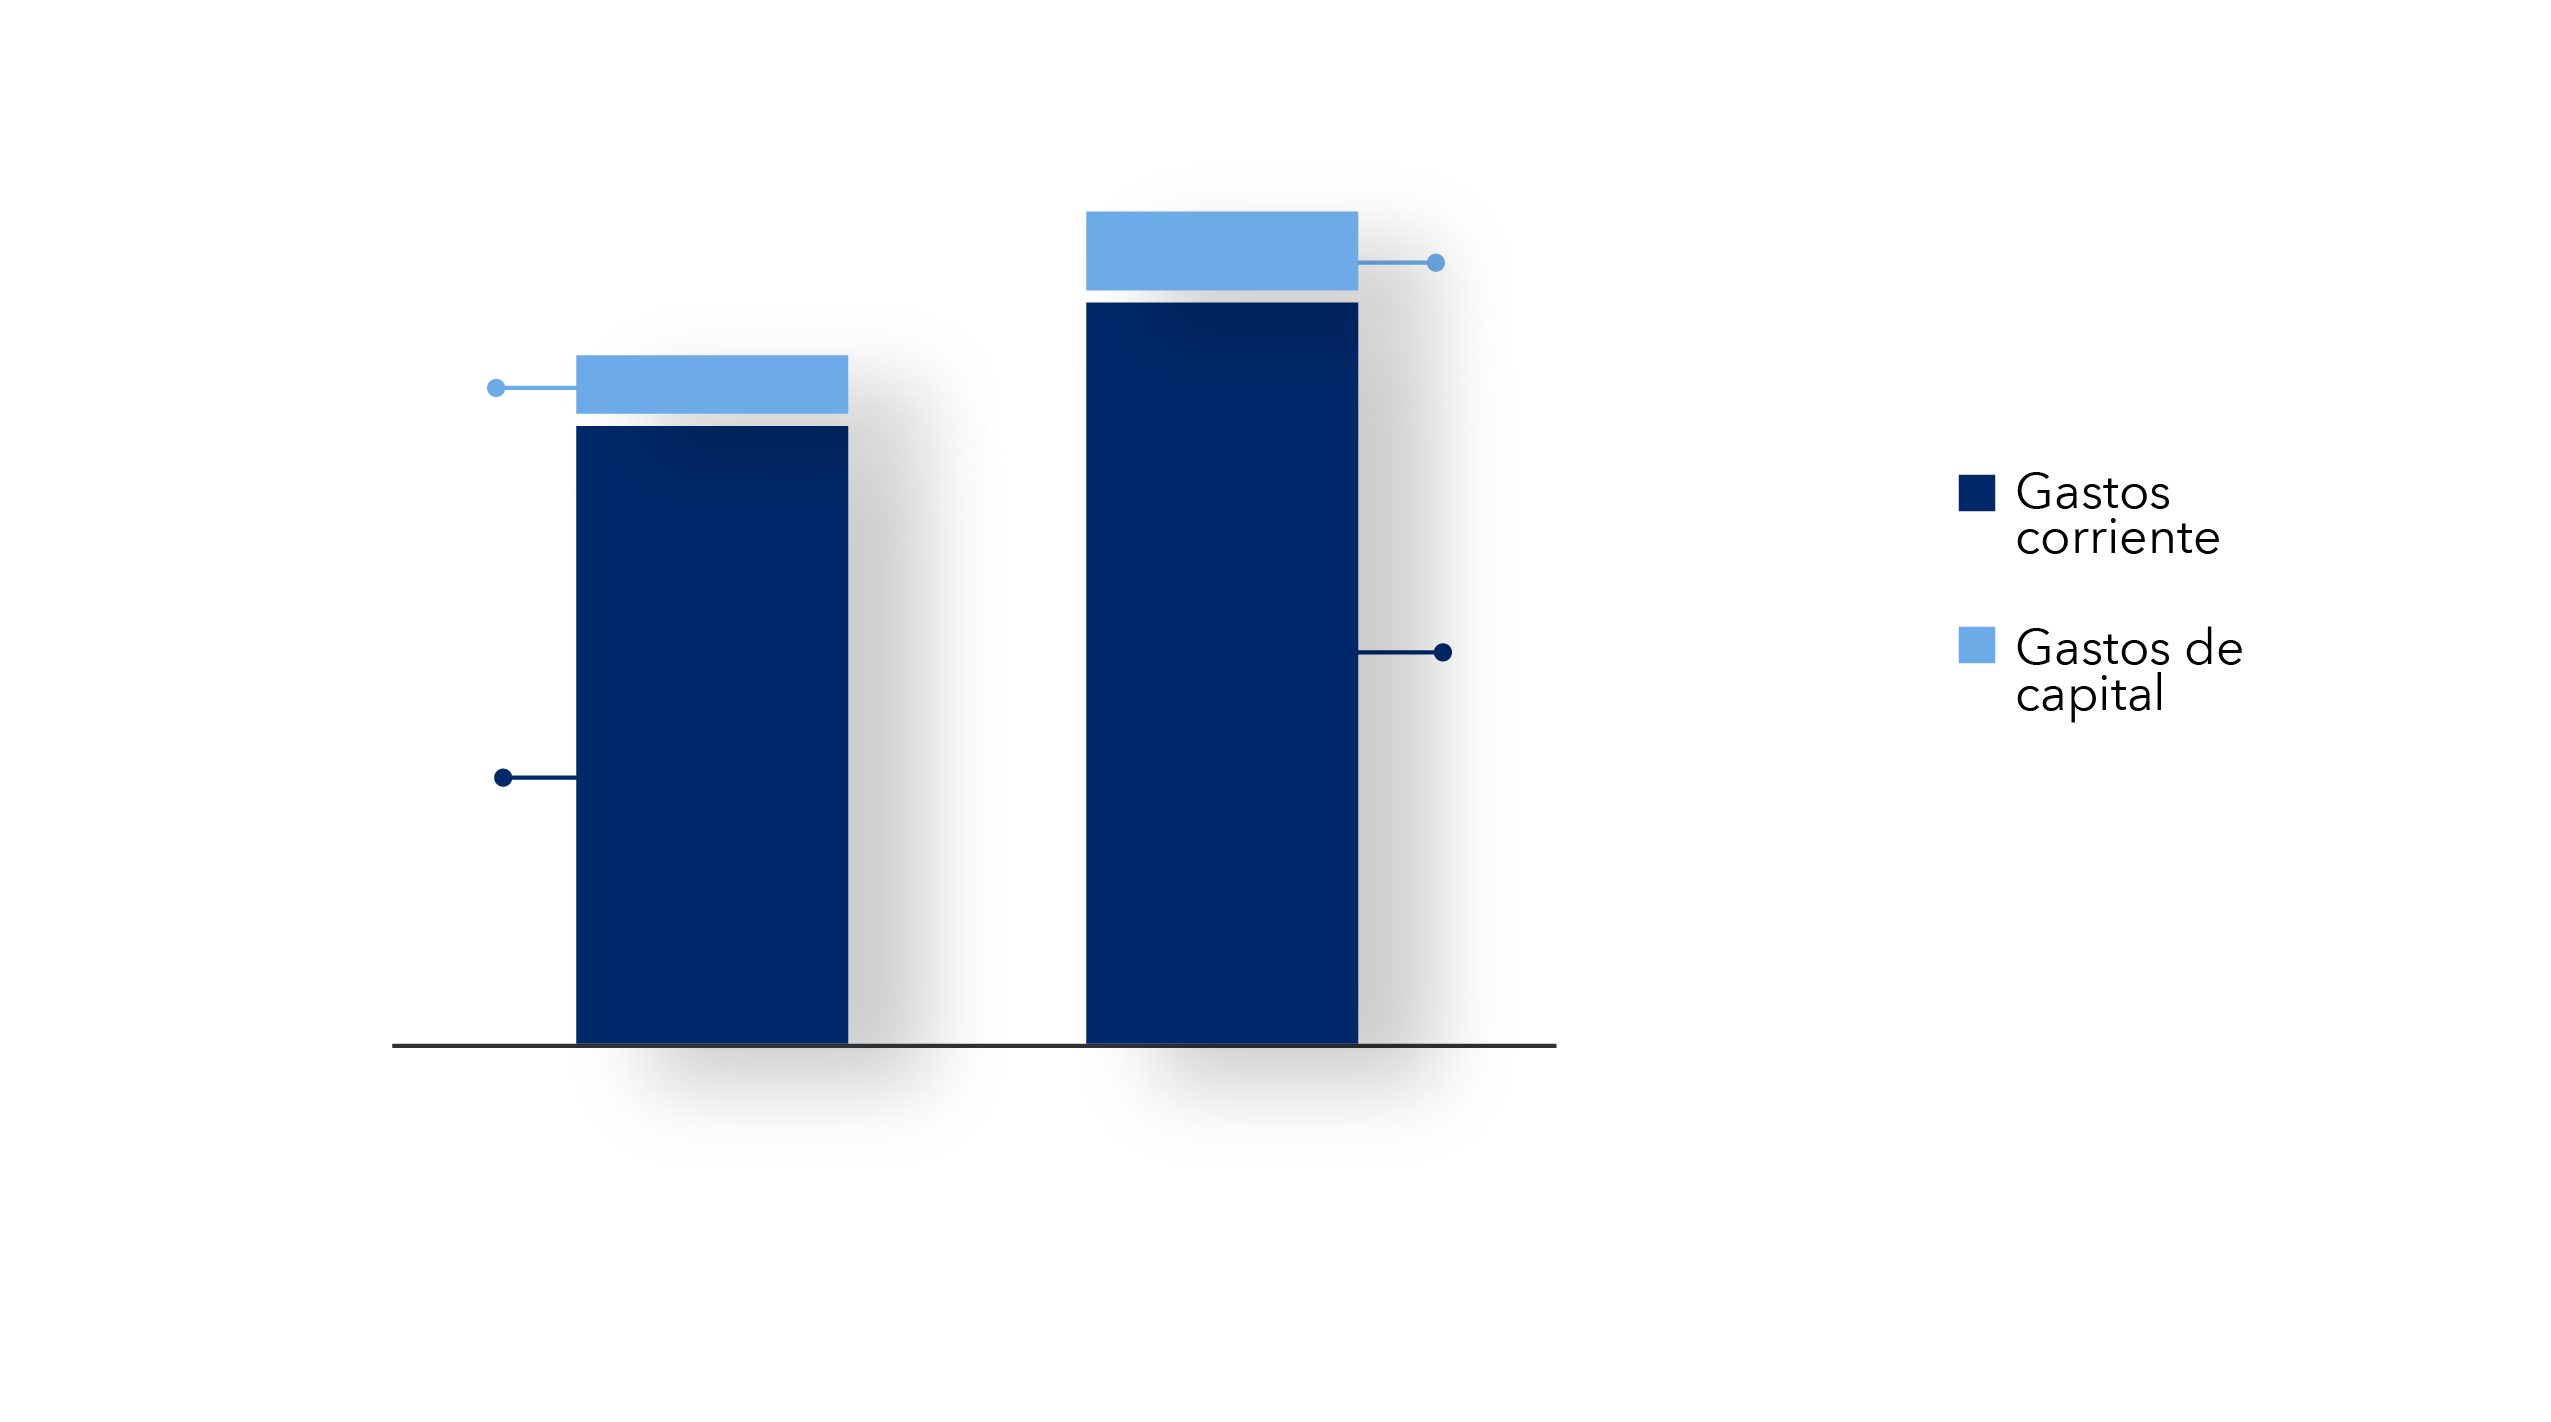 Gastos
corriente
Gastos de
capital